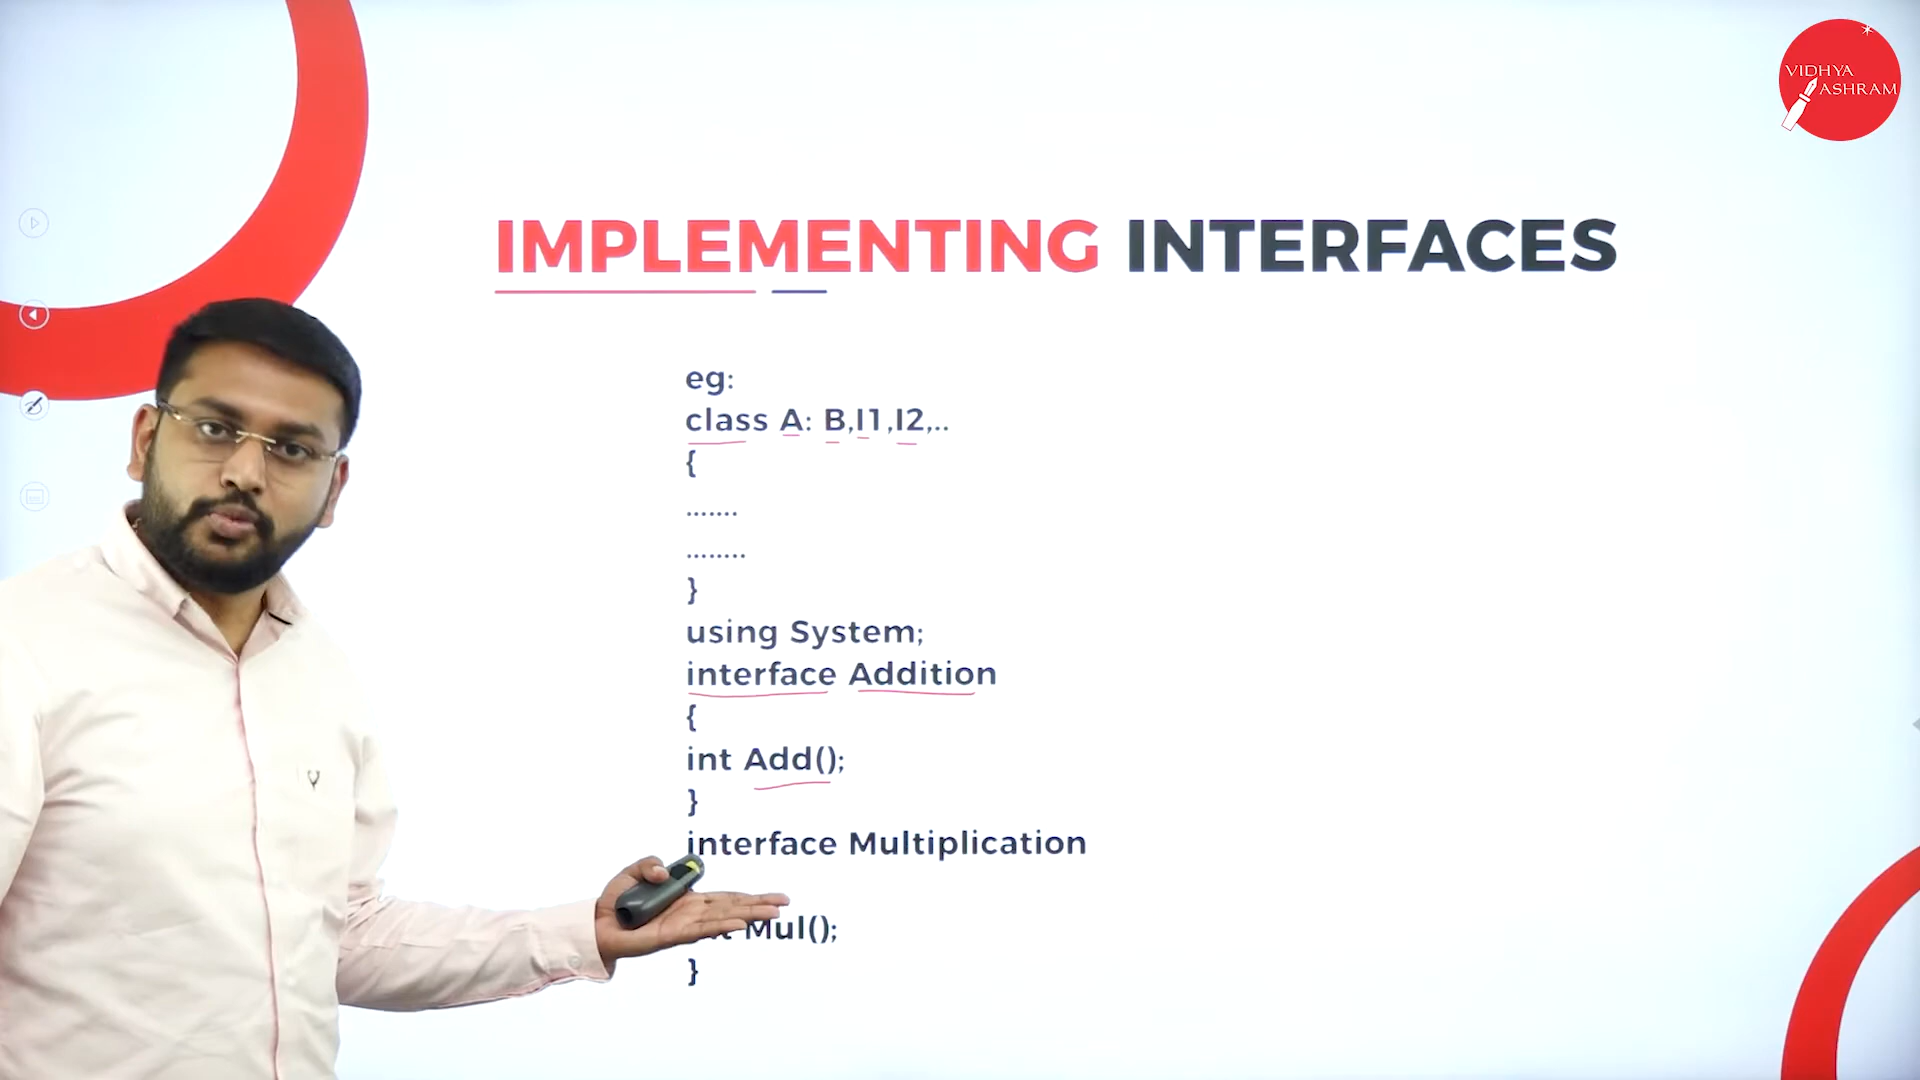 VIDHYA
ASHRAM
IMPLEMENTING INTERFACES
eg:
class A: B,I1,I2,..
{
.......
........
}
using System;
interface Addition
{
int Add();
}
interface Multiplication
Mul();
}